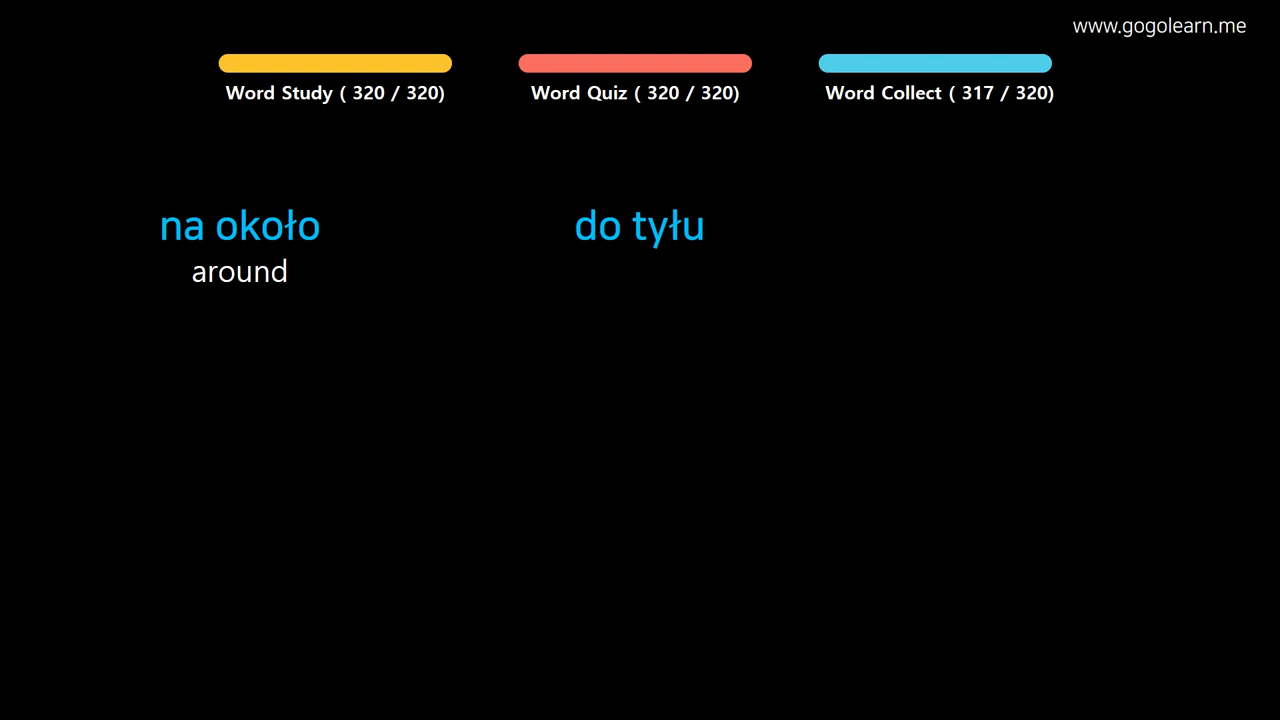 www.gogolearn.me
Word Study ( 320 / 320)
Word Quiz ( 320 / 320)
Word Collect ( 317 / 320)
na około
do tyłu
around